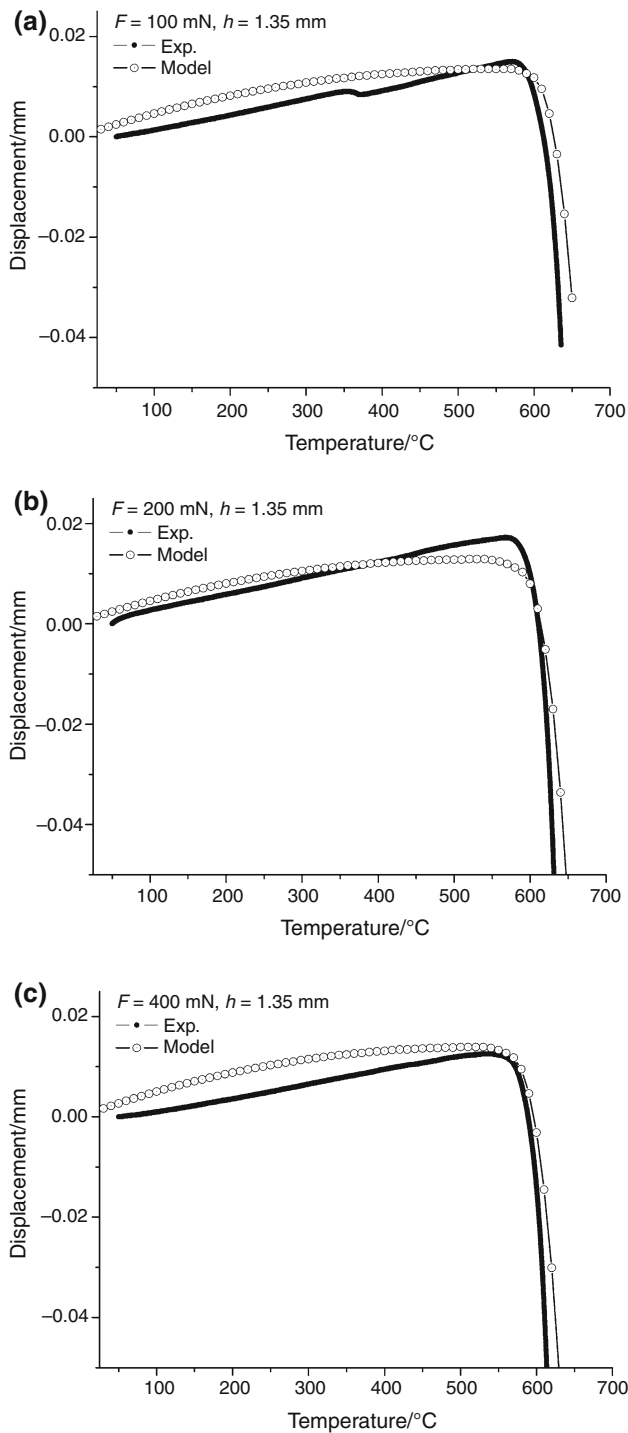 (a)
F = 100 mN, h = 1.35 mm
Exp.
Model
0.02
0.00
−0.02
−0.04
Displacement/mm
100 200 300 400 500 600 700
Temperature/°C
(b)
F = 200 mN, h = 1.35 mm
Exp.
Model
0.02
0.00
−0.02
−0.04
Displacement/mm
100 200 300 400 500 600 700
Temperature/°C
(c)
F = 400 mN, h = 1.35 mm
Exp.
Model
0.02
0.00
−0.02
−0.04
Displacement/mm
100 200 300 400 500 600 700
Temperature/°C